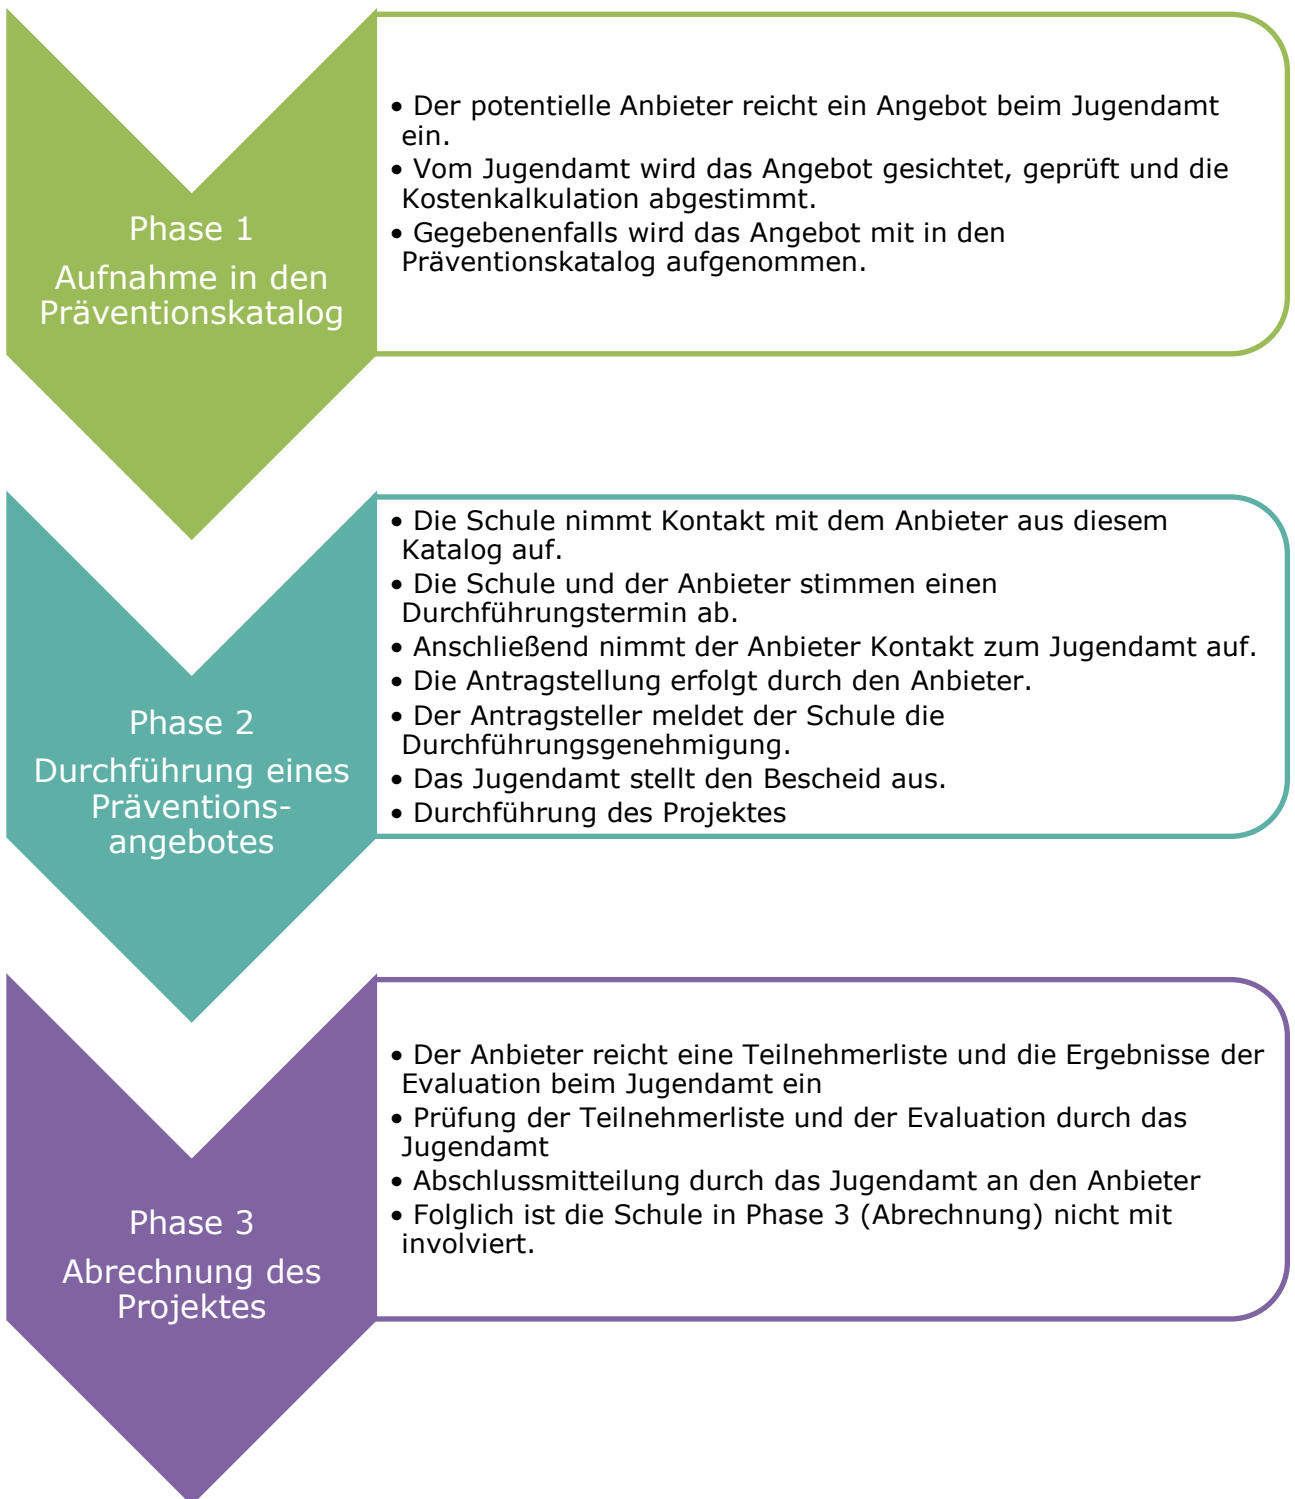 Phase 1
Aufnahme in den
Präventionskatalog
• Der potentielle Anbieter reicht ein Angebot beim Jugendamt
ein.
• Vom Jugendamt wird das Angebot gesichtet, geprüft und die
Kostenkalkulation abgestimmt.
• Gegebenenfalls wird das Angebot mit in den
Präventionskatalog aufgenommen.
Phase 2
Durchführung eines
Präventions-
angebotes
• Die Schule nimmt Kontakt mit dem Anbieter aus diesem
Katalog auf.
• Die Schule und der Anbieter stimmen einen
Durchführungstermin ab.
• Anschließend nimmt der Anbieter Kontakt zum Jugendamt auf.
• Die Antragstellung erfolgt durch den Anbieter.
• Der Antragsteller meldet der Schule die
Durchführungsgenehmigung.
• Das Jugendamt stellt den Bescheid aus.
• Durchführung des Projektes
Phase 3
Abrechnung des
Projektes
• Der Anbieter reicht eine Teilnehmerliste und die Ergebnisse der
Evaluation beim Jugendamt ein
• Prüfung der Teilnehmerliste und der Evaluation durch das
Jugendamt
• Abschlussmitteilung durch das Jugendamt an den Anbieter
• Folglich ist die Schule in Phase 3 (Abrechnung) nicht mit
involviert.